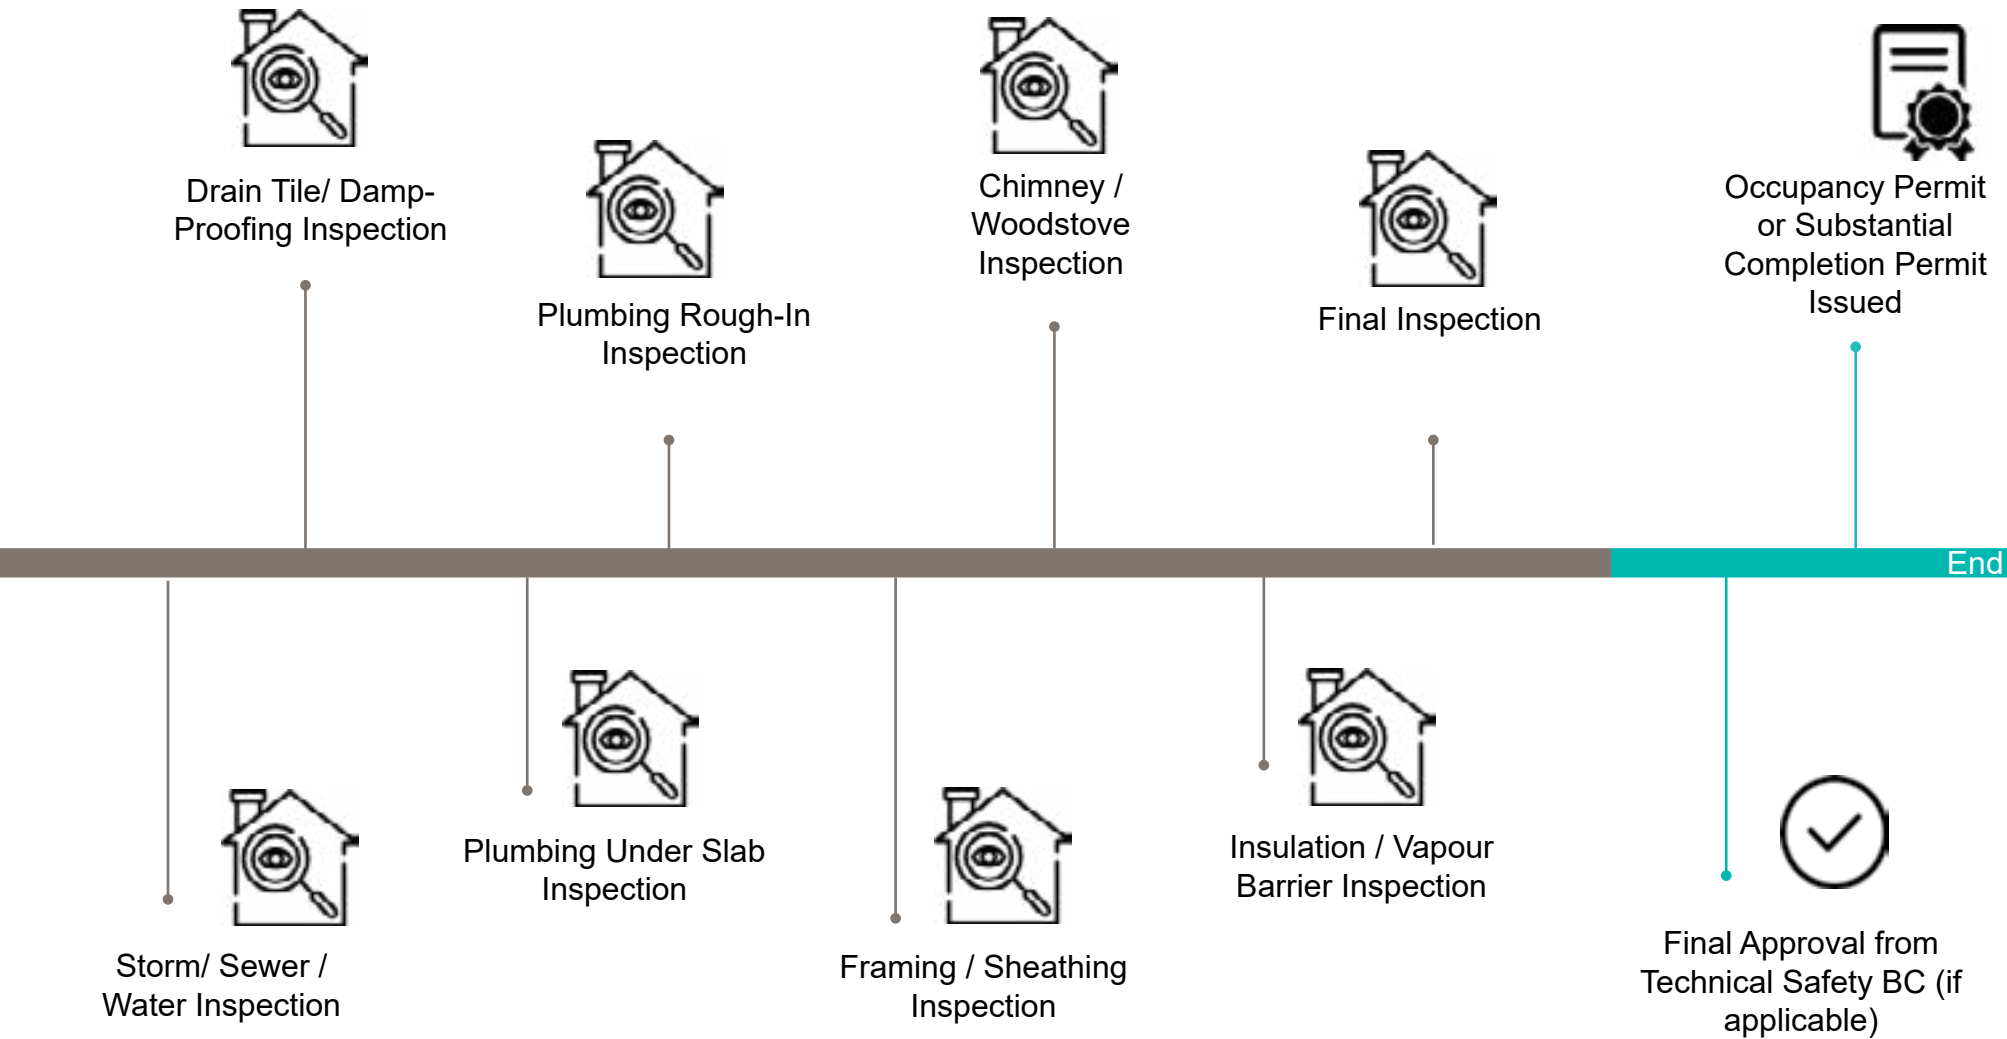 Drain Tile/ Damp-
Proofing Inspection
Plumbing Rough-In
Inspection
Chimney /
Woodstove
Inspection
Final Inspection
Occupancy Permit
or Substantial
Completion Permit
Issued
End
Storm/ Sewer /
Water Inspection
Plumbing Under Slab
Inspection
Framing / Sheathing
Inspection
Insulation / Vapour
Barrier Inspection
Final Approval from
Technical Safety BC (if
applicable)